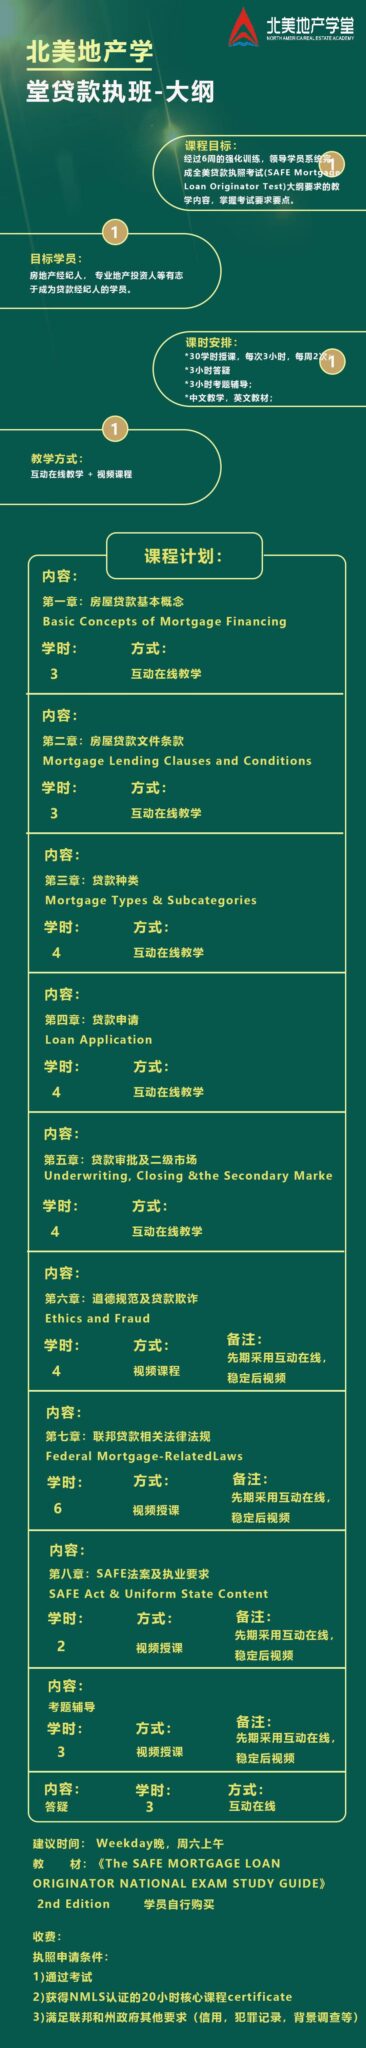 北美地产学堂
NORTH AMERICA REAL ESTATE ACADEMY
北美地产学
堂贷款执班-大纲
课程目标：
经过6周的强化训练，领导学员系统完
成全美贷款执照考试(SAFE Mortgage
Loan Originator Test)大纲要求的教
学内容，掌握考试要求要点。
1
1
目标学员：
房地产经纪人， 专业地产投资人等有志
于成为贷款经纪人的学员。
课时安排：
*30学时授课，每次3小时，每周2次；
*3小时答疑
*3小时考题辅导；
*中文教学，英文教材；
1
1
教学方式：
互动在线教学 + 视频课程
课程计划：
内容：
第一章：房屋贷款基本概念
Basic Concepts of Mortgage Financing
学时： 方式：
3 互动在线教学
内容：
第二章：房屋贷款文件条款
Mortgage Lending Clauses and Conditions
学时： 方式：
3 互动在线教学
内容：
第三章：贷款种类
Mortgage Types & Subcategories
学时： 方式：
4 互动在线教学
内容：
第四章：贷款申请
Loan Application
学时： 方式：
4 互动在线教学
内容：
第五章：贷款审批及二级市场
Underwriting, Closing &the Secondary Marke
学时： 方式：
4 互动在线教学
内容：
第六章：道德规范及贷款欺诈
Ethics and Fraud
学时： 方式： 备注：
4 视频课程 先期采用互动在线，
稳定后视频
内容：
第七章：联邦贷款相关法律法规
Federal Mortgage-RelatedLaws
学时： 方式： 备注：
6 视频授课 先期采用互动在线，
稳定后视频
内容：
第八章：SAFE法案及执业要求
SAFE Act & Uniform State Content
学时： 方式： 备注：
2 视频授课 先期采用互动在线，
稳定后视频
内容：
考题辅导
学时： 方式： 备注：
3 视频授课 先期采用互动在线，
稳定后视频
内容： 学时： 方式：
答疑 3 互动在线
建议时间： Weekday晚，周六上午
教 材：《The SAFE MORTGAGE LOAN
ORIGINATOR NATIONAL EXAM STUDY GUIDE》
2nd Edition 学员自行购买
收费：
执照申请条件：
1)通过考试
2)获得NMLS认证的20小时核心课程certificate
3)满足联邦和州政府其他要求（信用，犯罪记录，背景调查等）